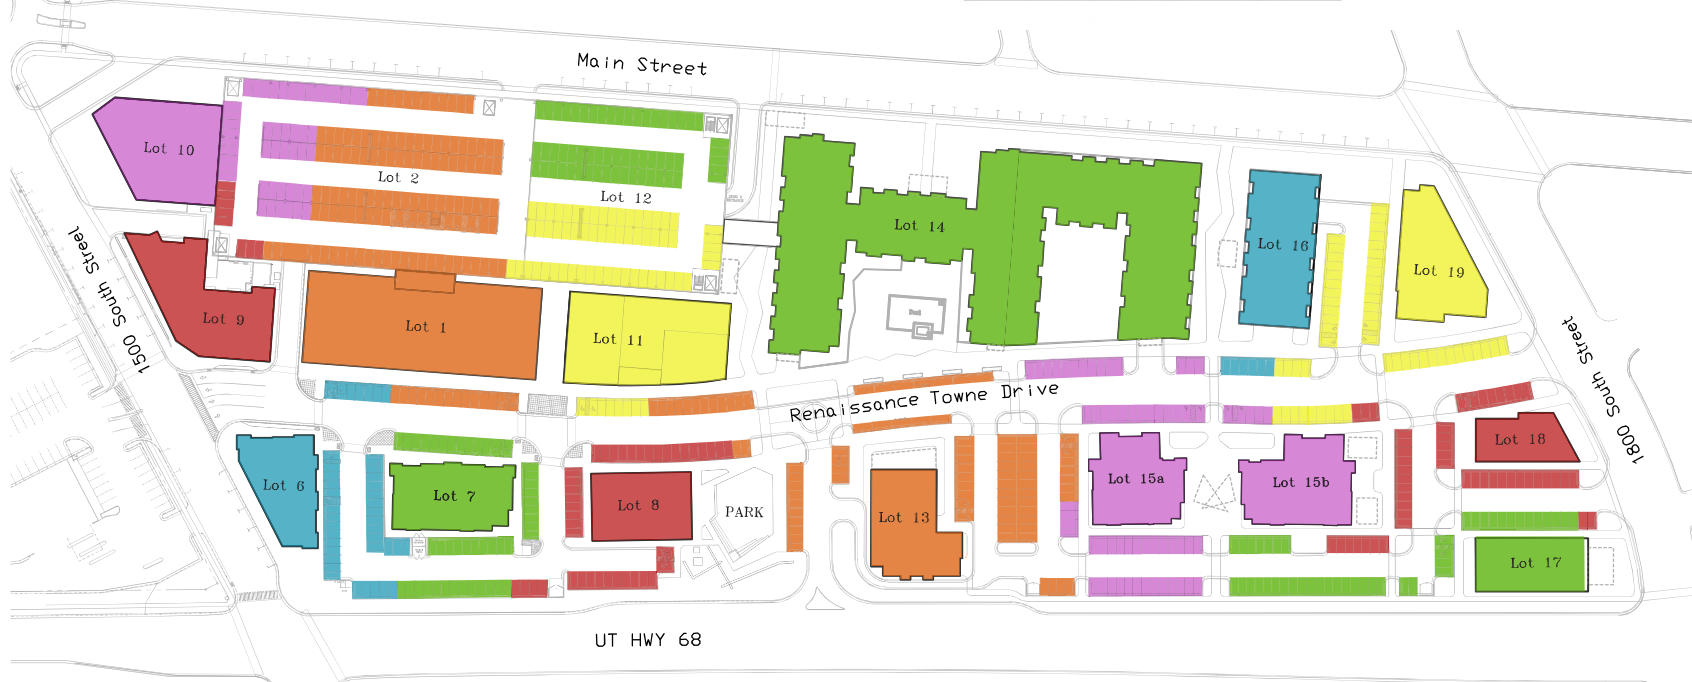 Main Street
Lot 10
Lot 2
Lot 12
Lot 14
Lot 16
Lot 19
1500 South Street
Lot 9
Lot 1
Lot 11
1800 South Street
Renaissance Towne Drive
Lot 6
Lot 7
Lot 8
PARK
Lot 13
Lot 15a
Lot 15b
Lot 18
Lot 17
UT HWY 68